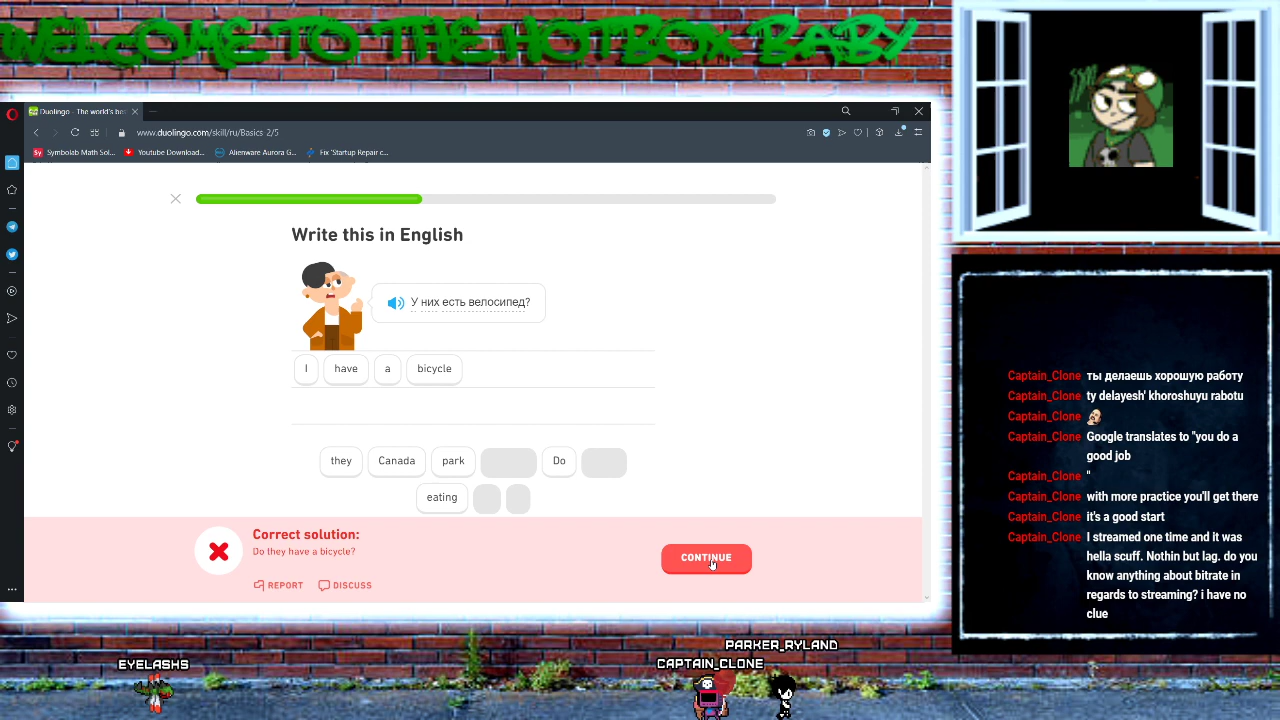 WELCOME TO THE HOTBOX BABY
Duolingo - The world's be
www.duolingo.com/skill/ru/Basics 2/5
Sy Symbolab Math Sol...
Youtube Download...
Alienware Aurora G...
Fix 'Startup Repair c...
Write this in English
У них есть велосипед?
I have a bicycle
they Canada park Do
eating
Correct solution:
Do they have a bicycle?
REPORT DISCUSS
CONTINUE
Captain_Clone ты делаешь хорошую работу
Captain_Clone ty delayesh' khoroshuyu rabotu
Captain_Clone
Captain_Clone Google translates to "you do a
good job
Captain_Clone "
Captain_Clone with more practice you'll get there
Captain_Clone it's a good start
Captain_Clone I streamed one time and it was
hella scuff. Nothin but lag. do you
know anything about bitrate in
regards to streaming? i have no
clue
EYELASHS
CAPTAIN_CLONE
PARKER_RYLAND